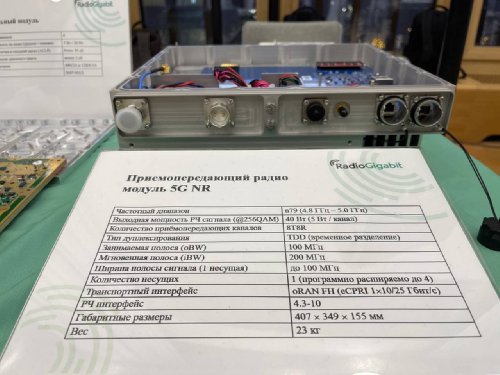 RadioGigabit
RadioGigabit
Приемопередающий радио
модуль 5G NR
Частотный диапазон n79 (4.8 ГГц – 5.0 ГГц)
Выходная мощность РЧ сигнала (@256QAM) 40 Вт (5 Вт / канал)
Количество приёмопередающих каналов 8T8R
Тип дуплексирования TDD (временное разделение)
Занимаемая полоса (oBW) 100 МГц
Мгновенная полоса (iBW) 200 МГц
Ширина полосы сигнала (1 несущая) до 100 МГц
Количество несущих 1 (программно расширяемо до 4)
Транспортный интерфейс oRAN FH (eCPRI 1×10/25 Гбит/с)
РЧ интерфейс 4.3-10
Габаритные размеры 407 × 349 × 155 мм
Вес 23 кг